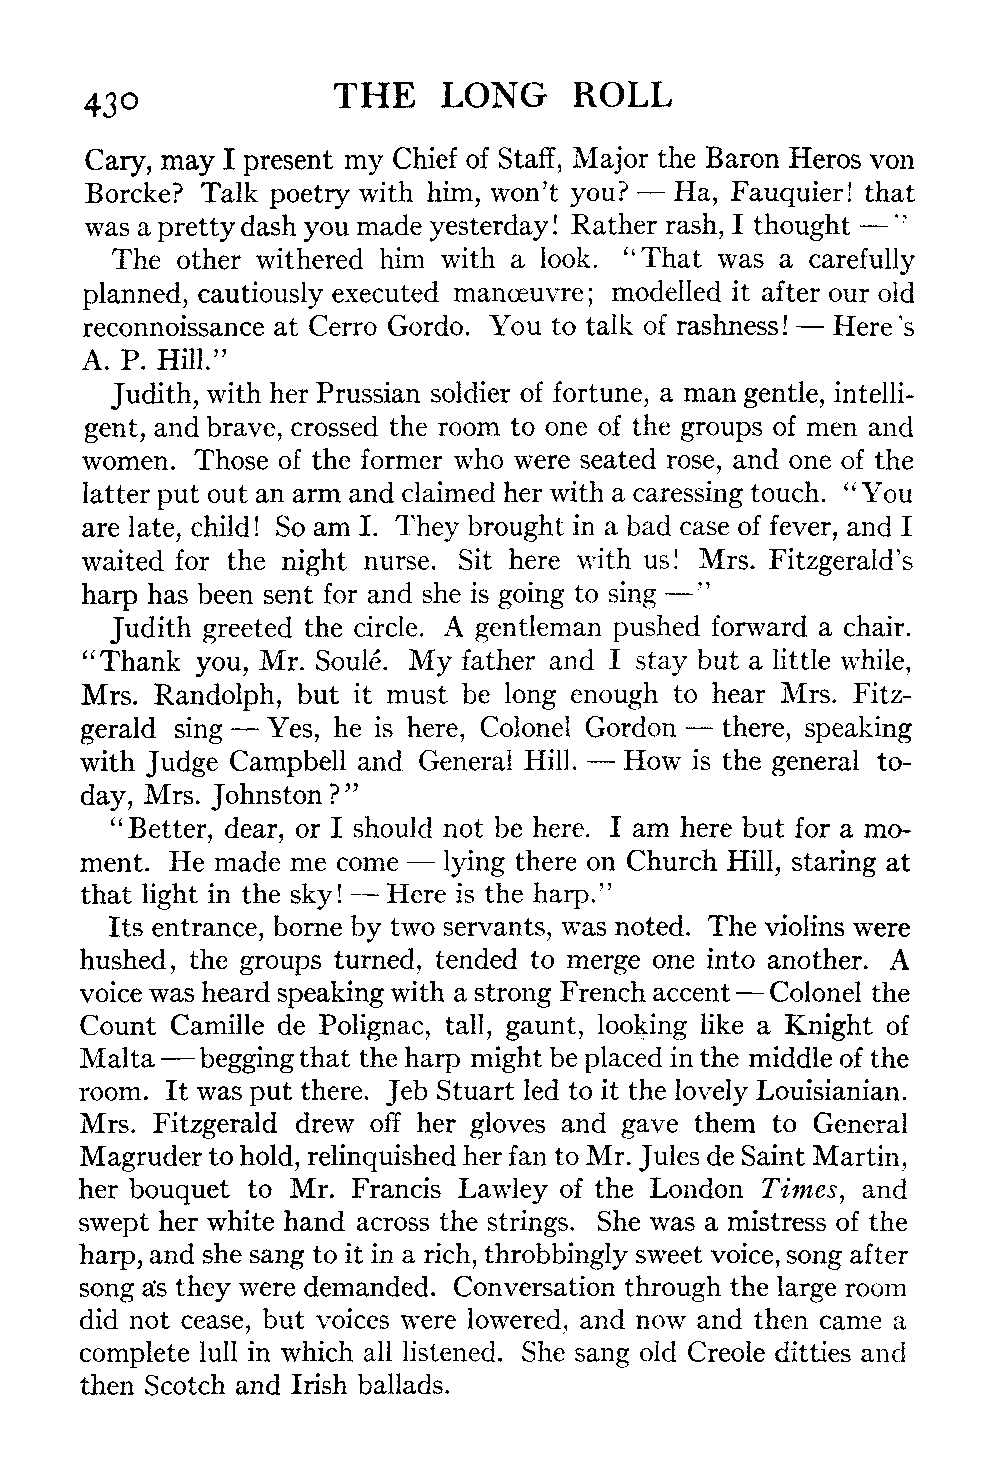 430 THE LONG ROLL
Cary, may I present my Chief of Staff, Major the Baron Heros von
Borcke? Talk poetry with him, won't you? — Ha, Fauquier! that
was a pretty dash you made yesterday! Rather rash, I thought —"
The other withered him with a look. "That was a carefully
planned, cautiously executed manœuvre; modelled it after our old
reconnoissance at Cerro Gordo. You to talk of rashness! — Here's
A. P. Hill."
Judith, with her Prussian soldier of fortune, a man gentle, intelli-
gent, and brave, crossed the room to one of the groups of men and
women. Those of the former who were seated rose, and one of the
latter put out an arm and claimed her with a caressing touch. "You
are late, child! So am I. They brought in a bad case of fever, and I
waited for the night nurse. Sit here with us! Mrs. Fitzgerald's
harp has been sent for and she is going to sing —"
Judith greeted the circle. A gentleman pushed forward a chair.
"Thank you, Mr. Soulé. My father and I stay but a little while,
Mrs. Randolph, but it must be long enough to hear Mrs. Fitz-
gerald sing — Yes, he is here, Colonel Gordon — there, speaking
with Judge Campbell and General Hill. — How is the general to-
day, Mrs. Johnston?"
"Better, dear, or I should not be here. I am here but for a mo-
ment. He made me come — lying there on Church Hill, staring at
that light in the sky! — Here is the harp."
Its entrance, borne by two servants, was noted. The violins were
hushed, the groups turned, tended to merge one into another. A
voice was heard speaking with a strong French accent — Colonel the
Count Camille de Polignac, tall, gaunt, looking like a Knight of
Malta — begging that the harp might be placed in the middle of the
room. It was put there. Jeb Stuart led to it the lovely Louisianian.
Mrs. Fitzgerald drew off her gloves and gave them to General
Magruder to hold, relinquished her fan to Mr. Jules de Saint Martin,
her bouquet to Mr. Francis Lawley of the London Times, and
swept her white hand across the strings. She was a mistress of the
harp, and she sang to it in a rich, throbbingly sweet voice, song after
song as they were demanded. Conversation through the large room
did not cease, but voices were lowered, and now and then came a
complete lull in which all listened. She sang old Creole ditties and
then Scotch and Irish ballads.